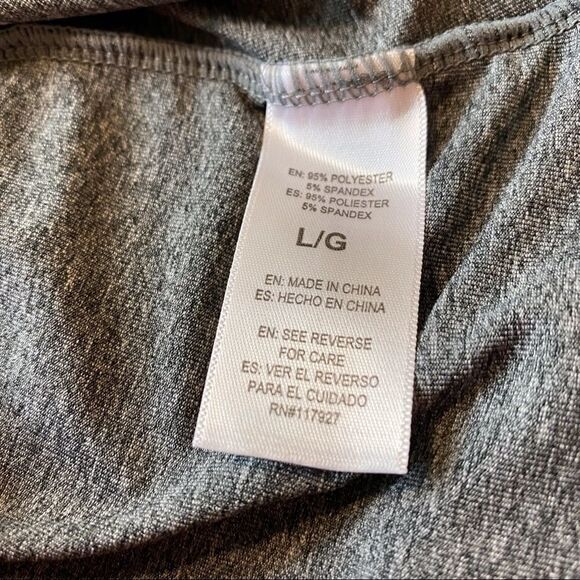 EN: 95% POLYESTER
5% SPANDEX
ES: 95% POLIESTER
5% SPANDEX
L/G
EN: MADE IN CHINA
ES: HECHO EN CHINA
EN: SEE REVERSE
FOR CARE
ES: VER EL REVERSO
PARA EL CUIDADO
RN#117927